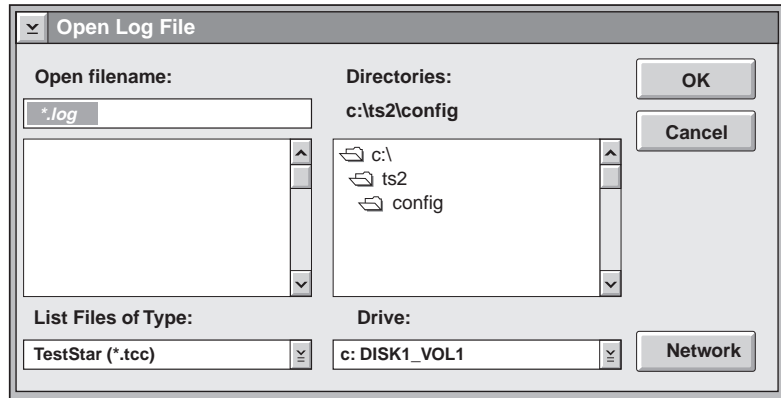 Open Log File
Open filename:
*.log
Directories:
c:\ts2\config
c:\
ts2
config
OK
Cancel
List Files of Type:
TestStar (*.tcc)
Drive:
c: DISK1_VOL1
Network